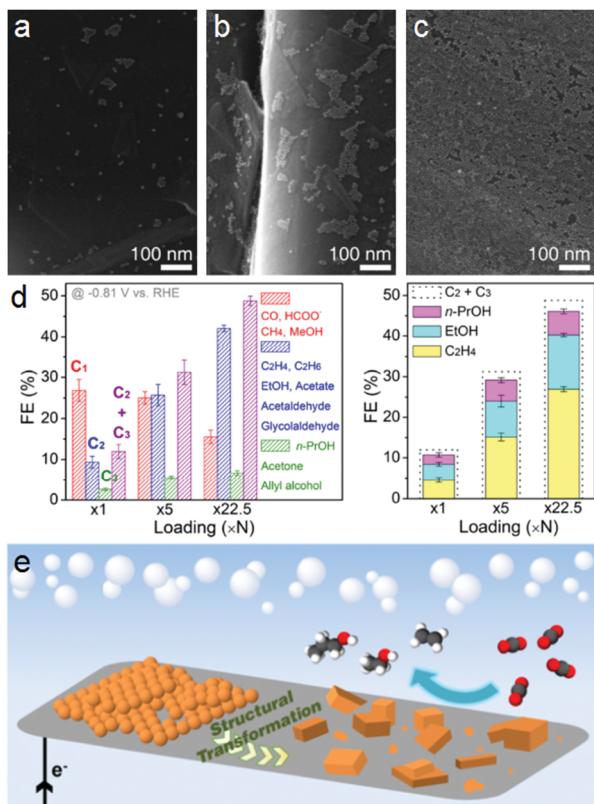 a
b
c
100 nm
100 nm
100 nm
d
@ -0.81 V vs. RHE
FE (%)
50
40
30
20
10
0
C₁
C₂
C₃
C₂
+
C₃
CO, HCOO⁻
CH₄, MeOH
C₂H₄, C₂H₆
EtOH, Acetate
Acetaldehyde
Glycolaldehyde
n-PrOH
Acetone
Allyl alcohol
x1
x5
x22.5
Loading (×N)
FE (%)
50
40
30
20
10
0
C₂ + C₃
n-PrOH
EtOH
C₂H₄
x1
x5
x22.5
Loading (×N)
e
Structural
Transformation
e⁻